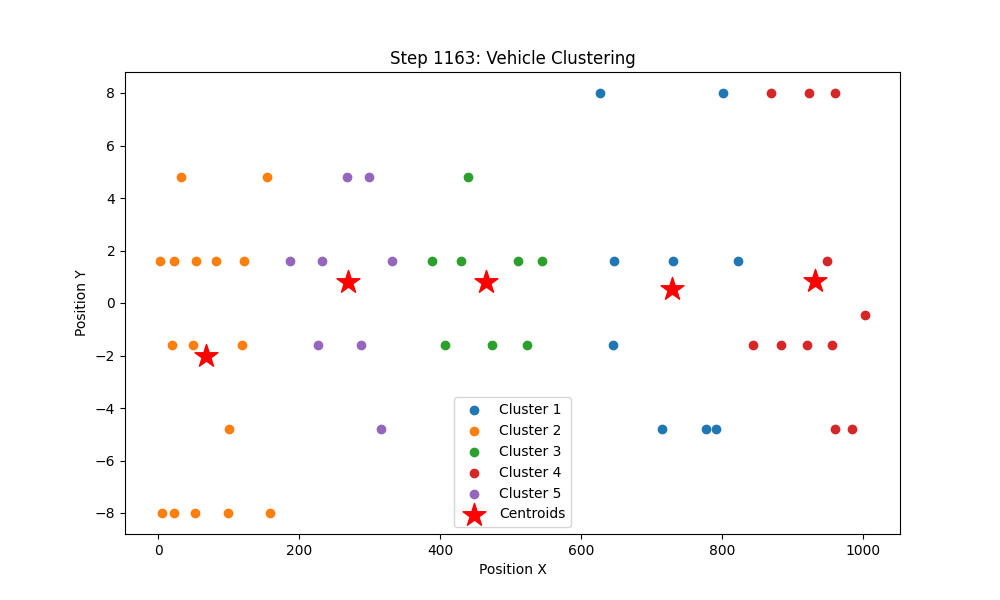 Step 1163: Vehicle Clustering
Position Y
8
6
4
2
0
−2
−4
−6
−8
Cluster 1
Cluster 2
Cluster 3
Cluster 4
Cluster 5
Centroids
0 200 400 600 800 1000
Position X